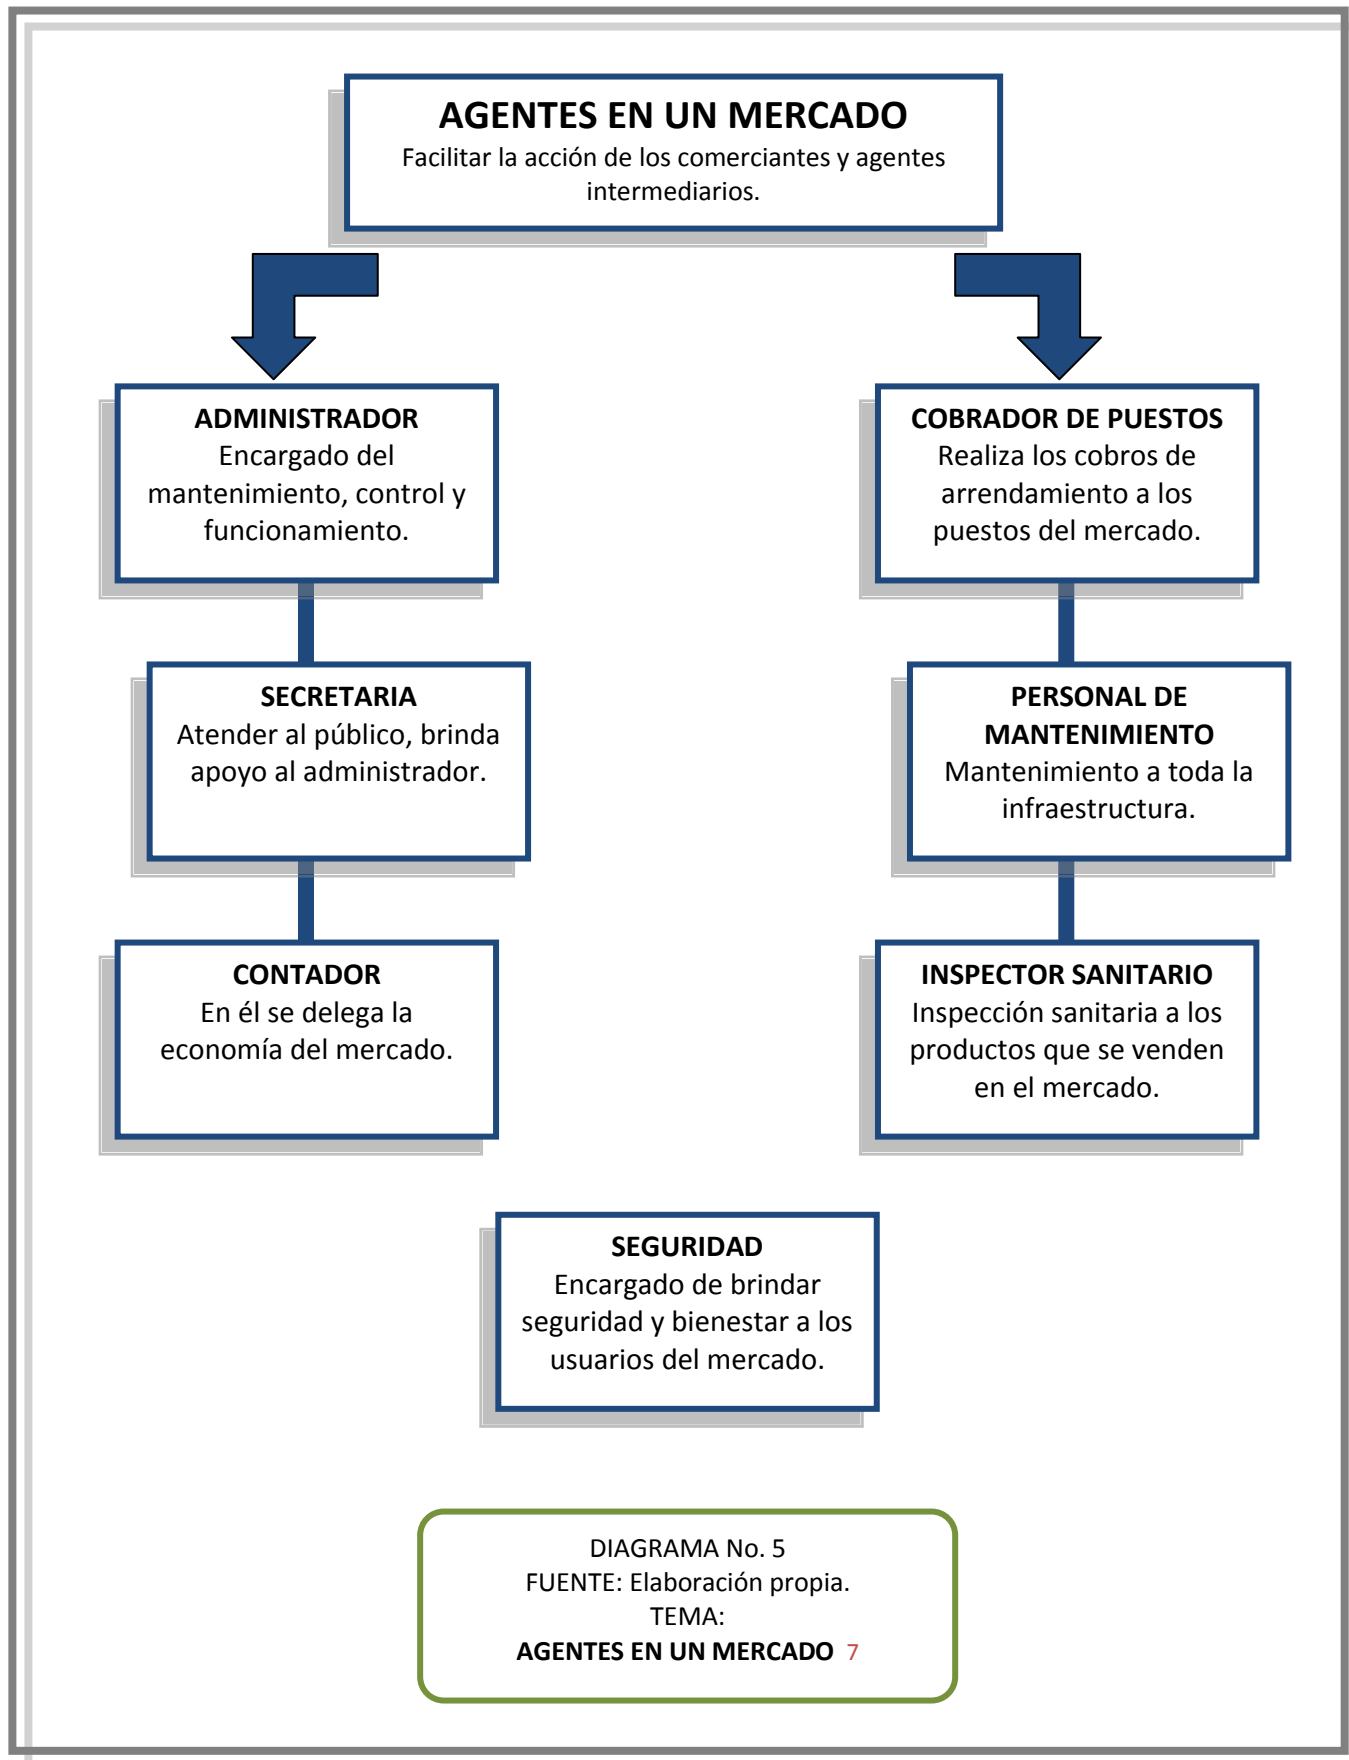 AGENTES EN UN MERCADO
Facilitar la acción de los comerciantes y agentes
intermediarios.
ADMINISTRADOR
Encargado del
mantenimiento, control y
funcionamiento.
SECRETARIA
Atender al público, brinda
apoyo al administrador.
CONTADOR
En él se delega la
economía del mercado.
COBRADOR DE PUESTOS
Realiza los cobros de
arrendamiento a los
puestos del mercado.
PERSONAL DE
MANTENIMIENTO
Mantenimiento a toda la
infraestructura.
INSPECTOR SANITARIO
Inspección sanitaria a los
productos que se venden
en el mercado.
SEGURIDAD
Encargado de brindar
seguridad y bienestar a los
usuarios del mercado.
DIAGRAMA No. 5
FUENTE: Elaboración propia.
TEMA:
AGENTES EN UN MERCADO 7